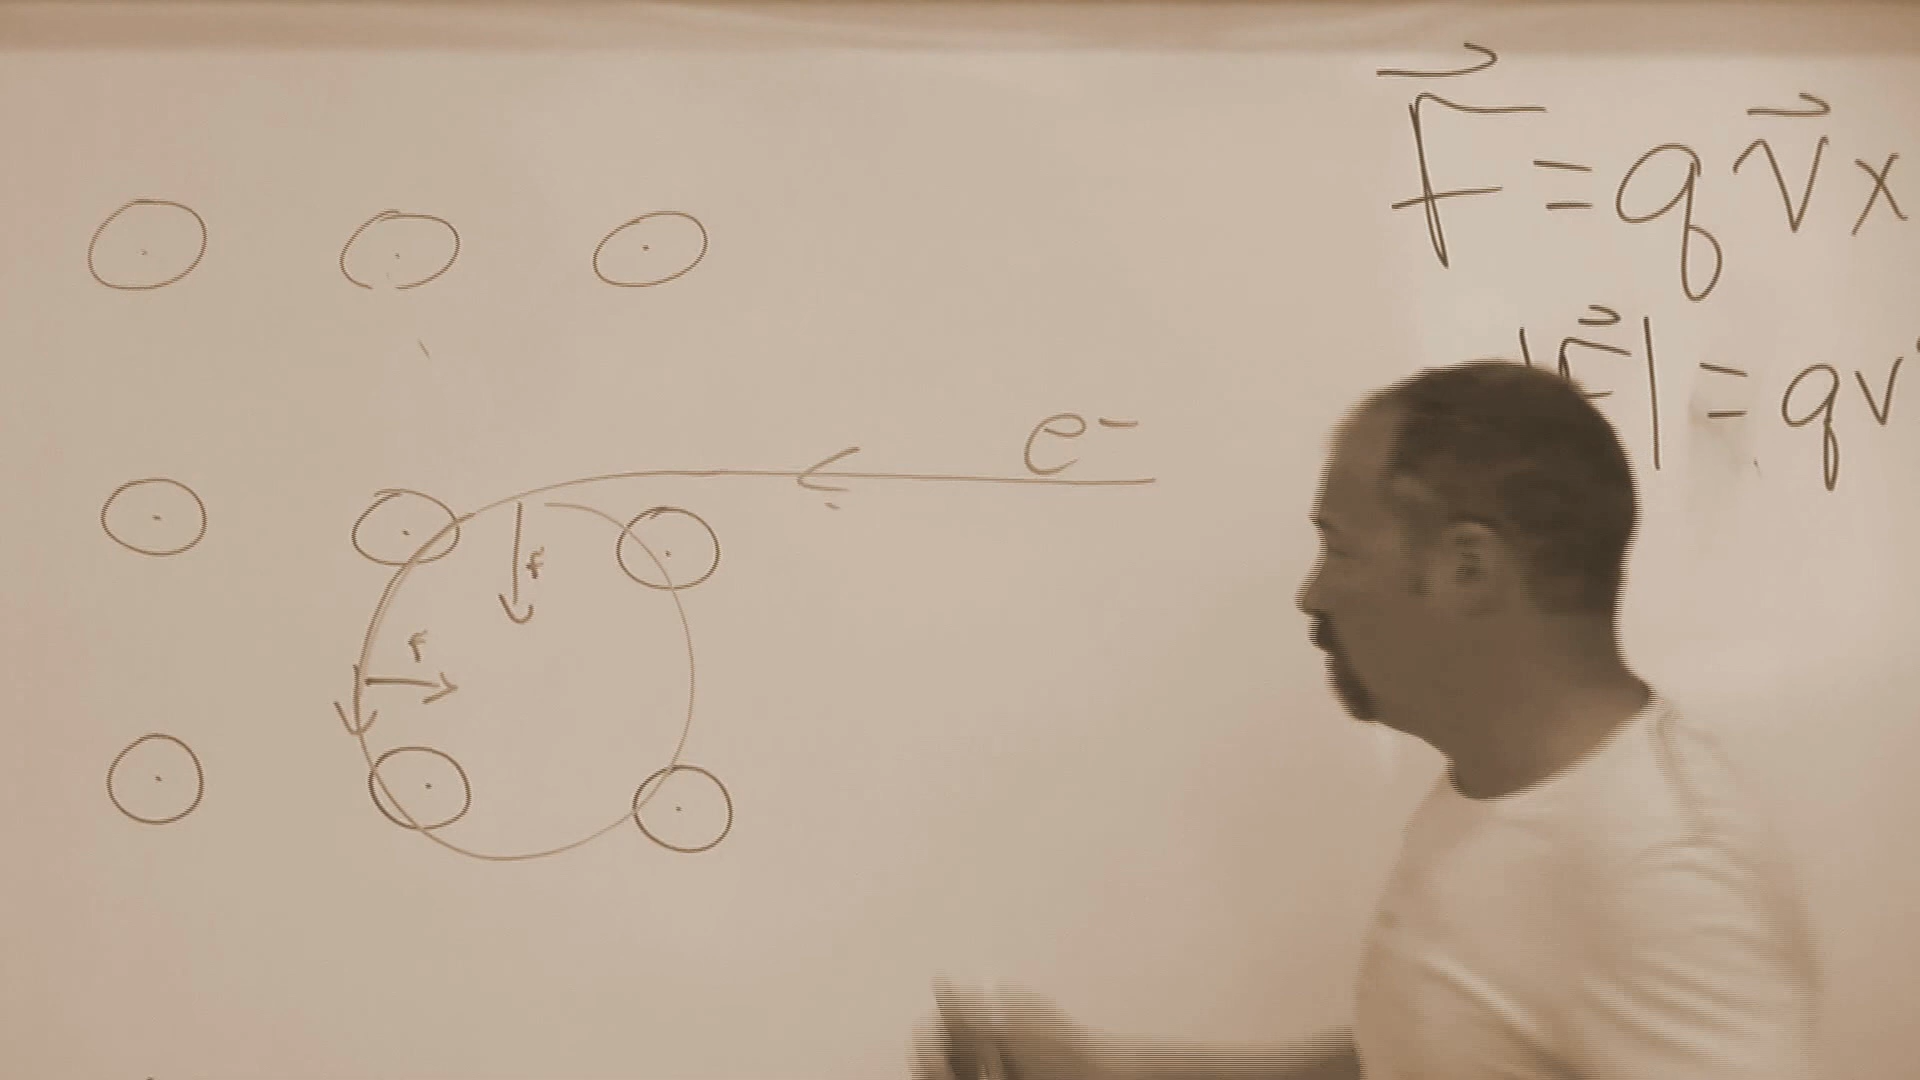 F⃗ = q v⃗ x
|F⃗| = qv
e⁻
F
F